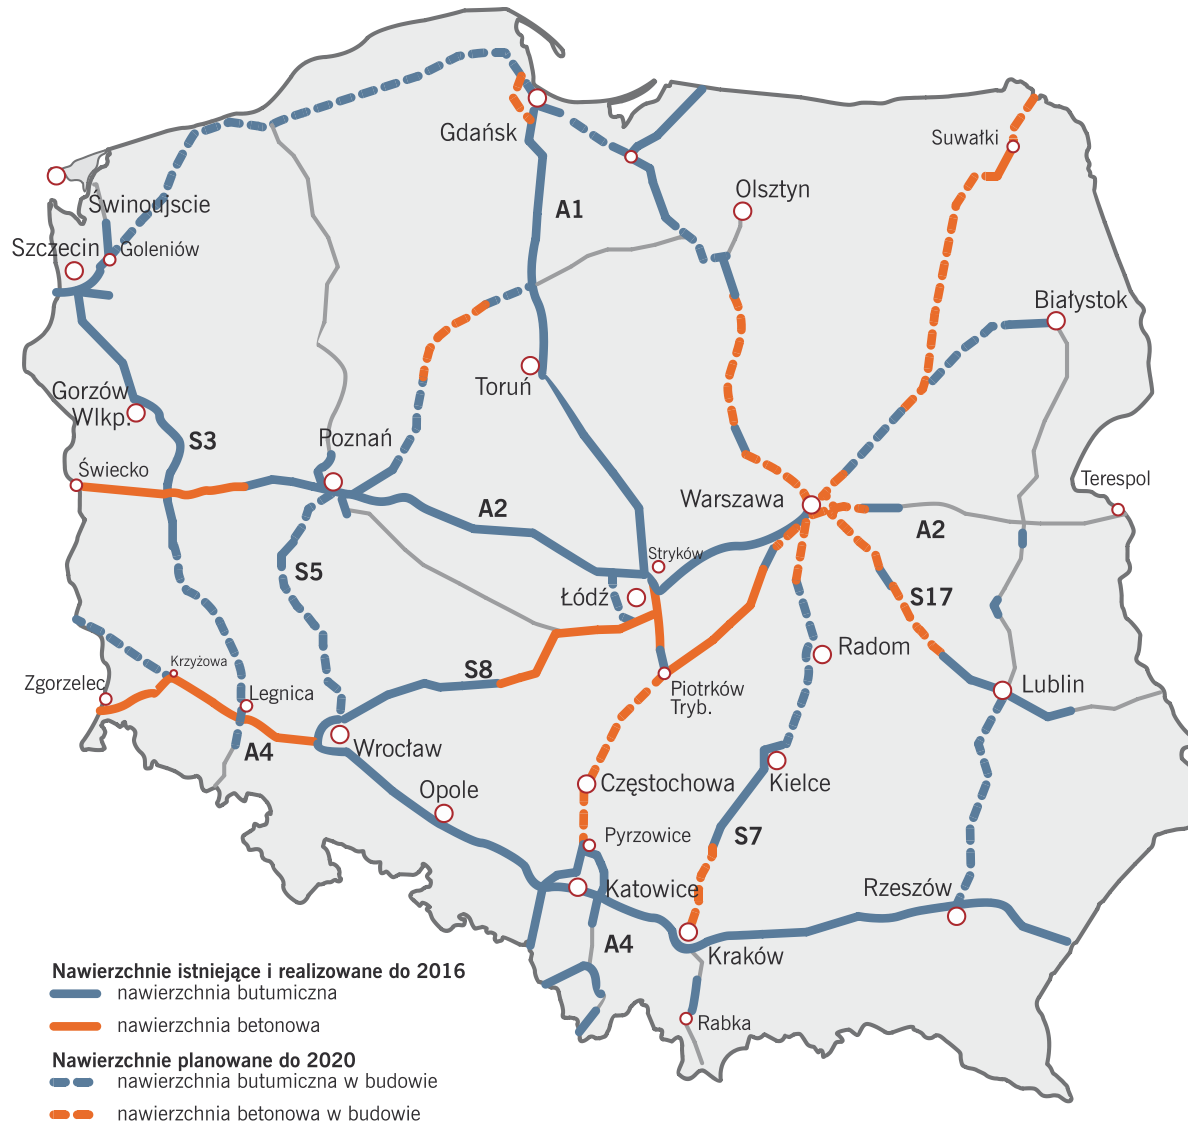 Gdańsk
Suwałki
Olsztyn
A1
Świnoujscie
Szczecin
Goleniów
Białystok
Toruń
Gorzów
Wlkp.
S3
Poznań
Świecko
Terespol
Warszawa
A2
A2
Stryków
S5
Łódź
S17
Radom
Krzyżowa
S8
Zgorzelec
Legnica
Piotrków
Tryb.
Lublin
A4
Wrocław
Opole
Częstochowa
Kielce
Pyrzowice
S7
Katowice
Rzeszów
A4
Kraków
Rabka
Nawierzchnie istniejące i realizowane do 2016
nawierzchnia butumiczna
nawierzchnia betonowa
Nawierzchnie planowane do 2020
nawierzchnia butumiczna w budowie
nawierzchnia betonowa w budowie